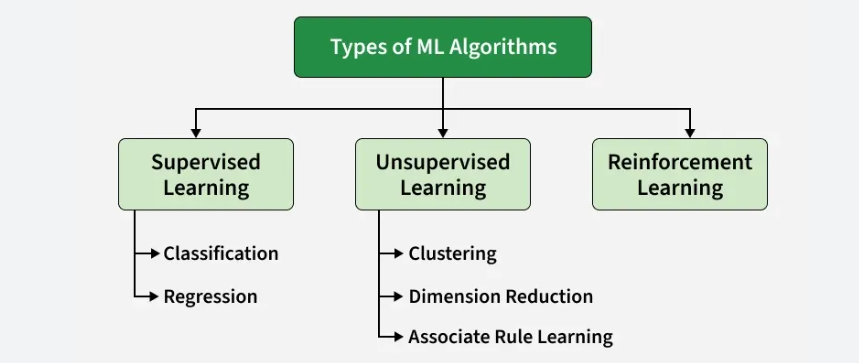 Types of ML Algorithms
Supervised
Learning
Unsupervised
Learning
Reinforcement
Learning
Classification
Regression
Clustering
Dimension Reduction
Associate Rule Learning